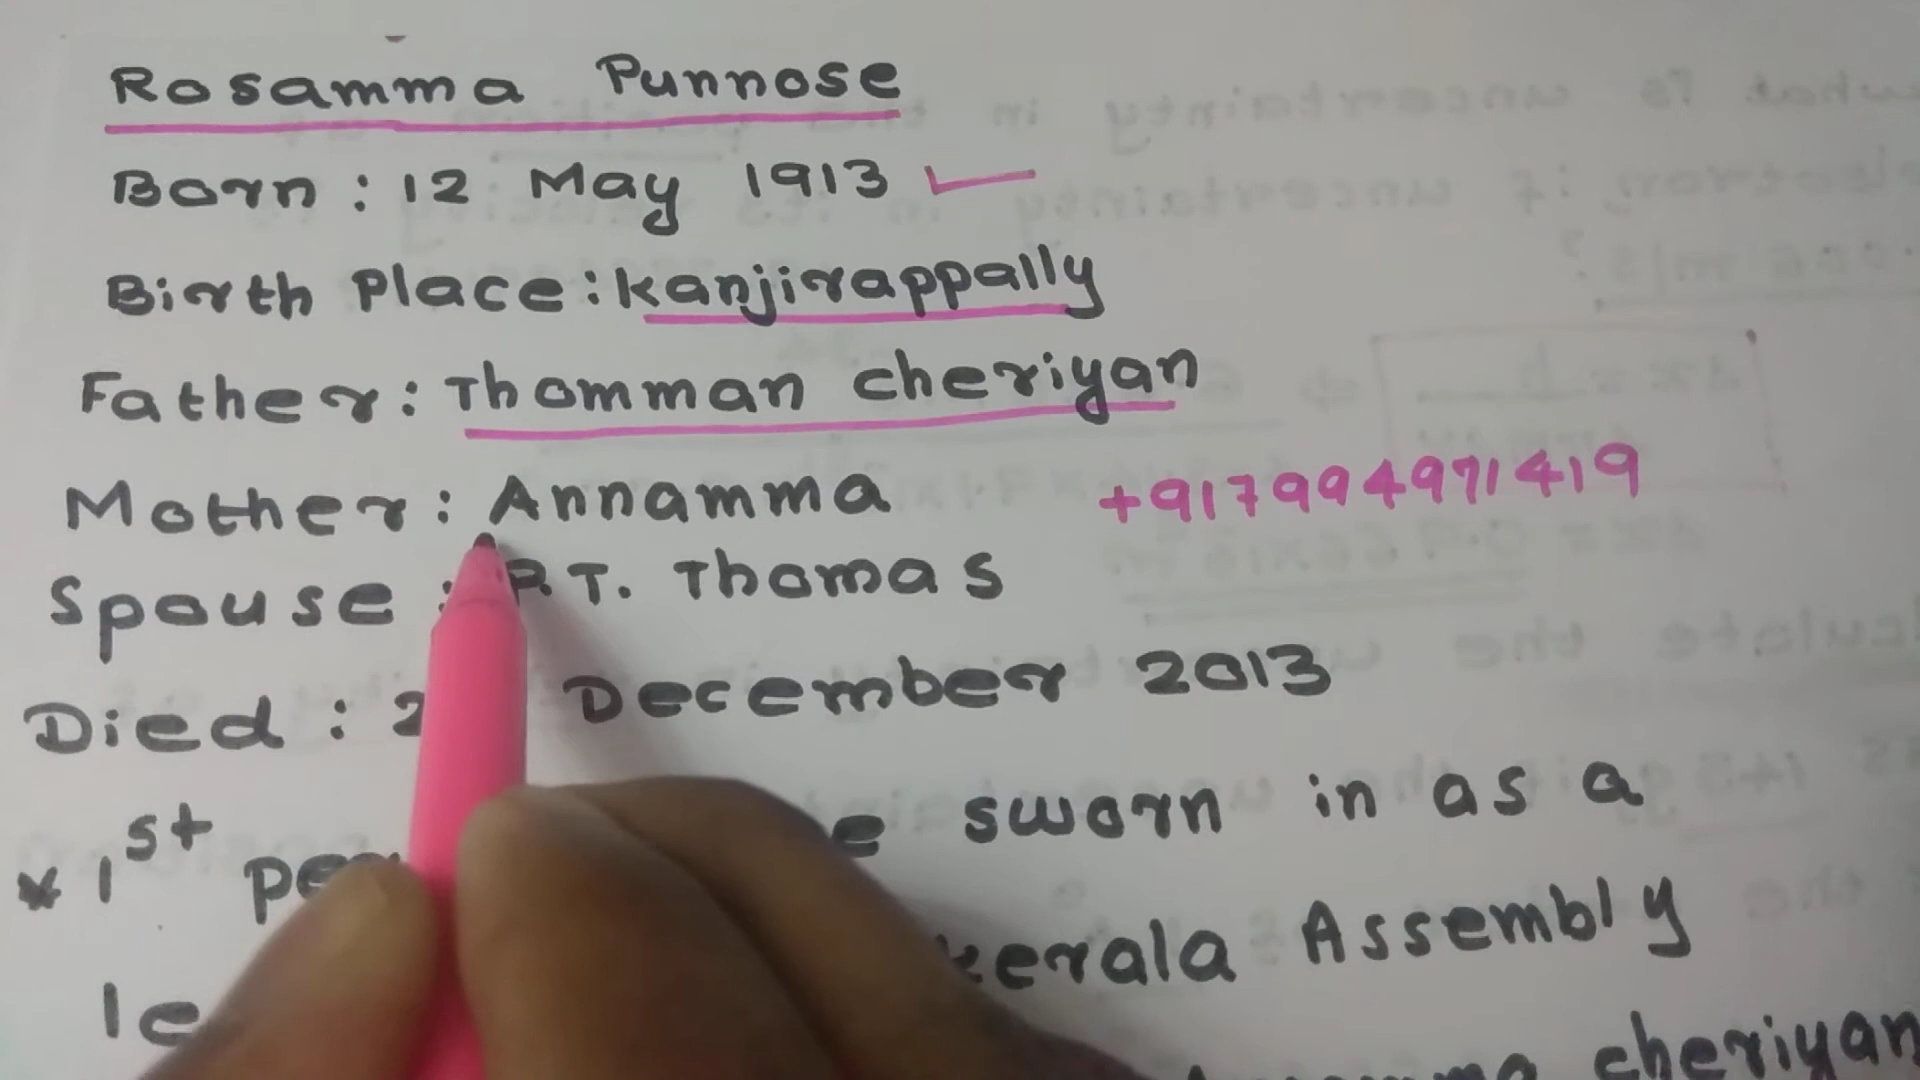 Rosamma Punnose
Born : 12 May 1913
Birth Place : Kanjirappally
Father : Thomman Cheriyan
Mother : Annamma +917994971419
Spouse : P.T. Thomas
Died : 2 December 2013
* 1st sworn in as a
Kerala Assembly
cheriyan